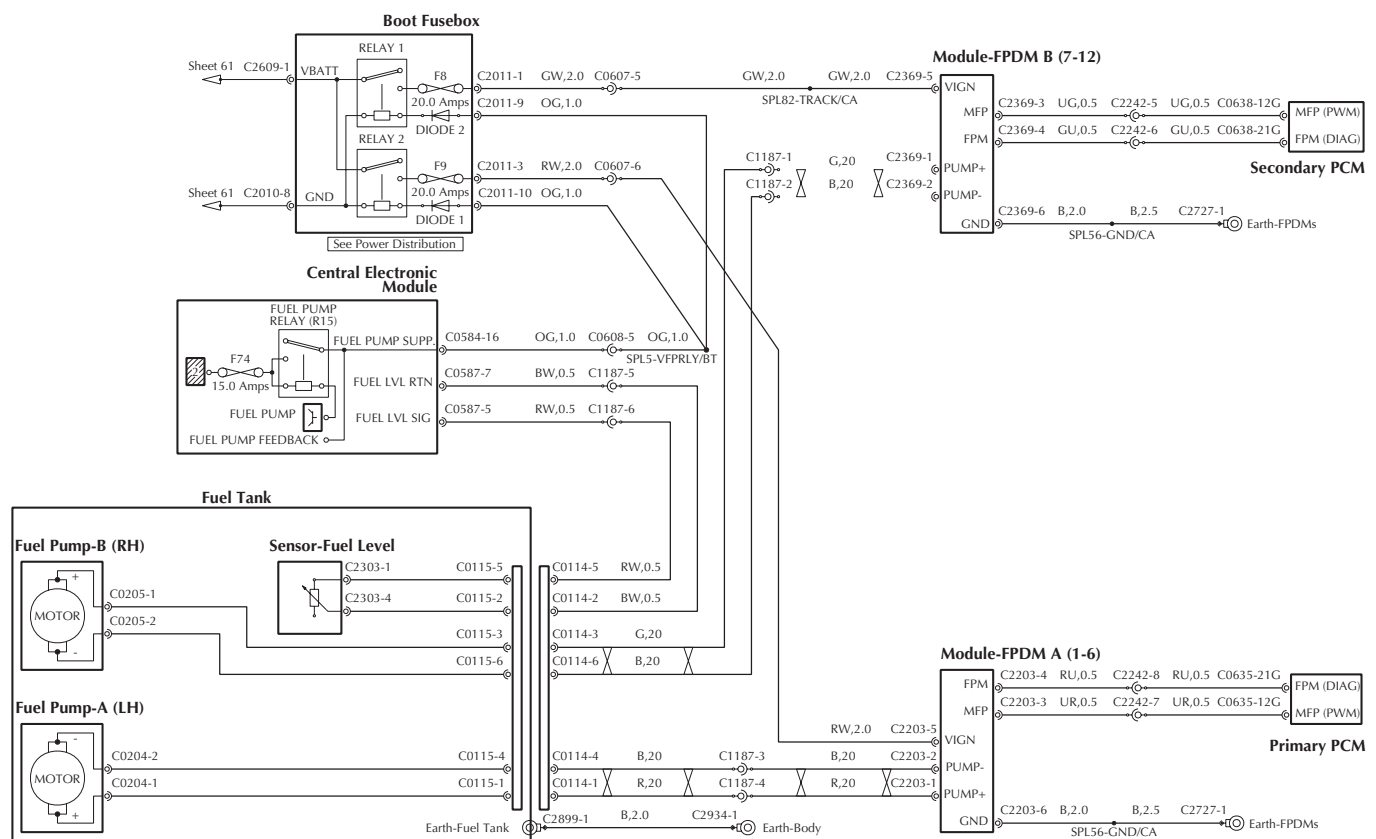 Boot Fusebox
RELAY 1
Sheet 61 C2609-1 VBATT
F8
20.0 Amps
DIODE 2
C2011-1 GW,2.0 C0607-5 GW,2.0 GW,2.0 C2369-5
SPL82-TRACK/CA
C2011-9 OG,1.0
RELAY 2
F9
20.0 Amps
DIODE 1
C2011-3 RW,2.0 C0607-6
C2011-10 OG,1.0
Sheet 61 C2010-8 GND
See Power Distribution
Module-FPDM B (7-12)
VIGN
MFP C2369-3 UG,0.5 C2242-5 UG,0.5 C0638-12G MFP (PWM)
FPM C2369-4 GU,0.5 C2242-6 GU,0.5 C0638-21G FPM (DIAG)
Secondary PCM
C1187-1 G,20 C2369-1 PUMP+
C1187-2 B,20 C2369-2 PUMP-
GND C2369-6 B,2.0 B,2.5 C2727-1 Earth-FPDMs
SPL56-GND/CA
Central Electronic
Module
FUEL PUMP
RELAY (R15)
2
F74
15.0 Amps
FUEL PUMP
FUEL PUMP FEEDBACK
FUEL PUMP SUPP. C0584-16 OG,1.0 C0608-5 OG,1.0
SPL5-VFPRLY/BT
FUEL LVL RTN C0587-7 BW,0.5 C1187-5
FUEL LVL SIG C0587-5 RW,0.5 C1187-6
Fuel Tank
Fuel Pump-B (RH)
+
MOTOR
-
C0205-1
C0205-2
Sensor-Fuel Level
C2303-1 C0115-5 C0114-5 RW,0.5
C2303-4 C0115-2 C0114-2 BW,0.5
C0115-3 C0114-3 G,20
C0115-6 C0114-6 B,20
Fuel Pump-A (LH)
-
MOTOR
+
C0204-2 C0115-4 C0114-4 B,20 C1187-3 B,20 C2203-2 PUMP-
C0204-1 C0115-1 C0114-1 R,20 C1187-4 R,20 C2203-1 PUMP+
Earth-Fuel Tank C2899-1 B,2.0 C2934-1 Earth-Body
Module-FPDM A (1-6)
FPM C2203-4 RU,0.5 C2242-8 RU,0.5 C0635-21G FPM (DIAG)
MFP C2203-3 UR,0.5 C2242-7 UR,0.5 C0635-12G MFP (PWM)
Primary PCM
RW,2.0 C2203-5 VIGN
GND C2203-6 B,2.0 B,2.5 C2727-1 Earth-FPDMs
SPL56-GND/CA